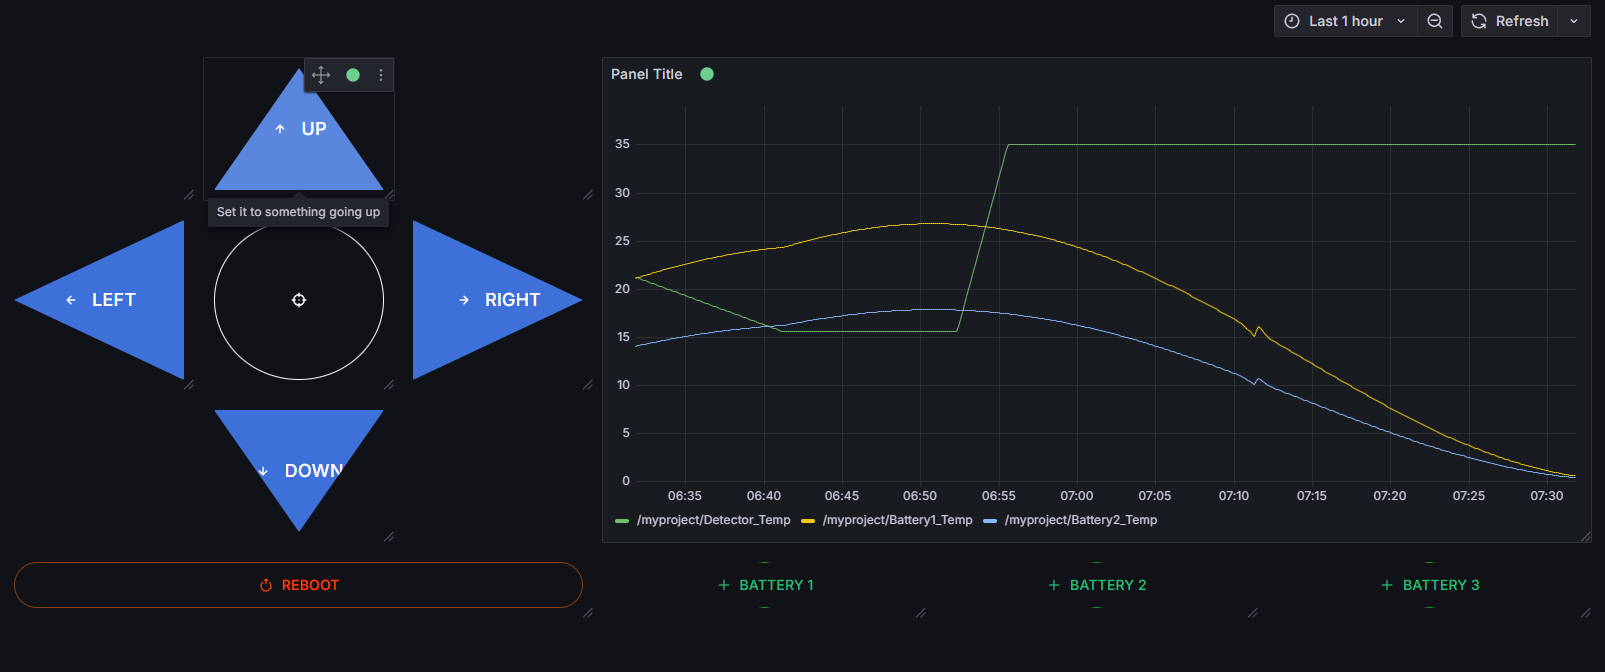 Last 1 hour
Refresh
UP
Set it to something going up
LEFT
RIGHT
DOWN
REBOOT
Panel Title
35
30
25
20
15
10
5
0
06:35 06:40 06:45 06:50 06:55 07:00 07:05 07:10 07:15 07:20 07:25 07:30
/myproject/Detector_Temp /myproject/Battery1_Temp /myproject/Battery2_Temp
BATTERY 1
BATTERY 2
BATTERY 3